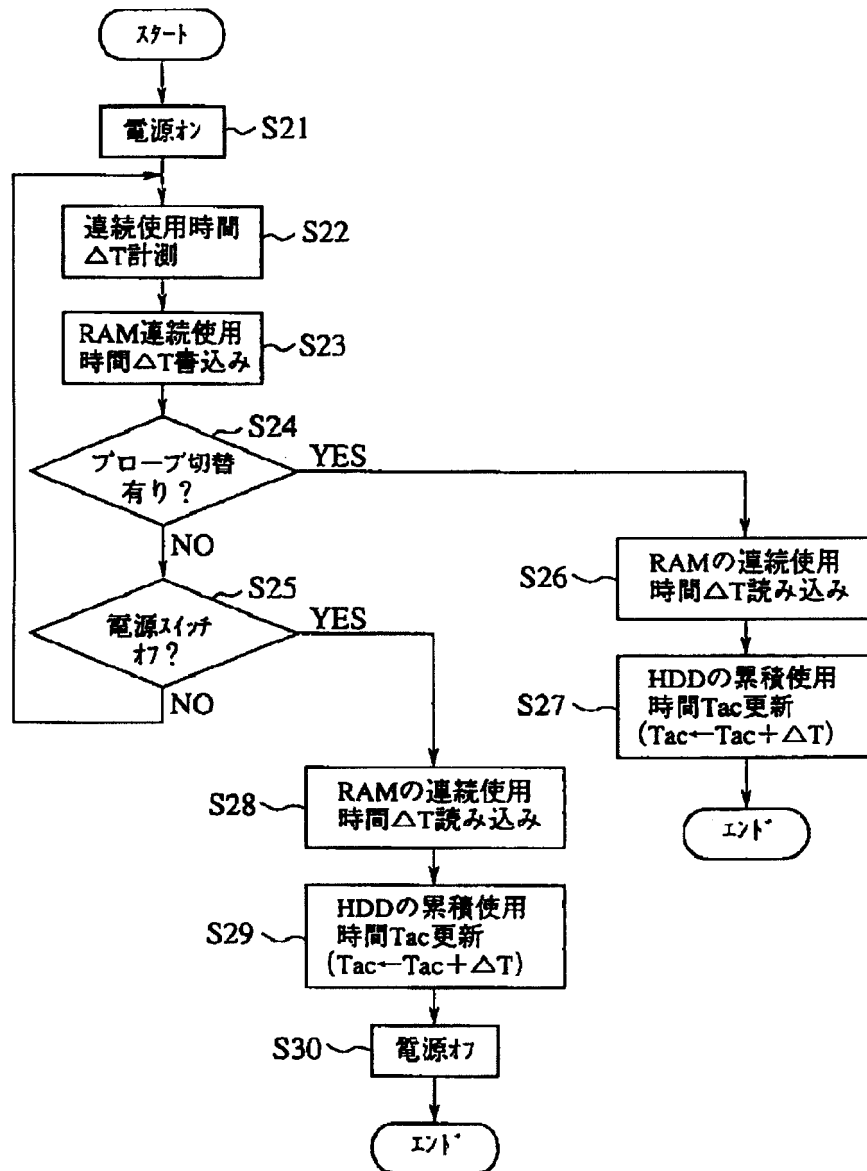 スタート
電源オン
S21
連続使用時間
△T計測
S22
RAM連続使用
時間△T書込み
S23
S24
プローブ切替
有り?
YES
NO
S25
電源スイッチ
オフ?
YES
NO
S26
RAMの連続使用
時間△T読み込み
S27
HDDの累積使用
時間Tac更新
(Tac←Tac+△T)
エンド
S28
RAMの連続使用
時間△T読み込み
S29
HDDの累積使用
時間Tac更新
(Tac←Tac+△T)
S30
電源オフ
エンド